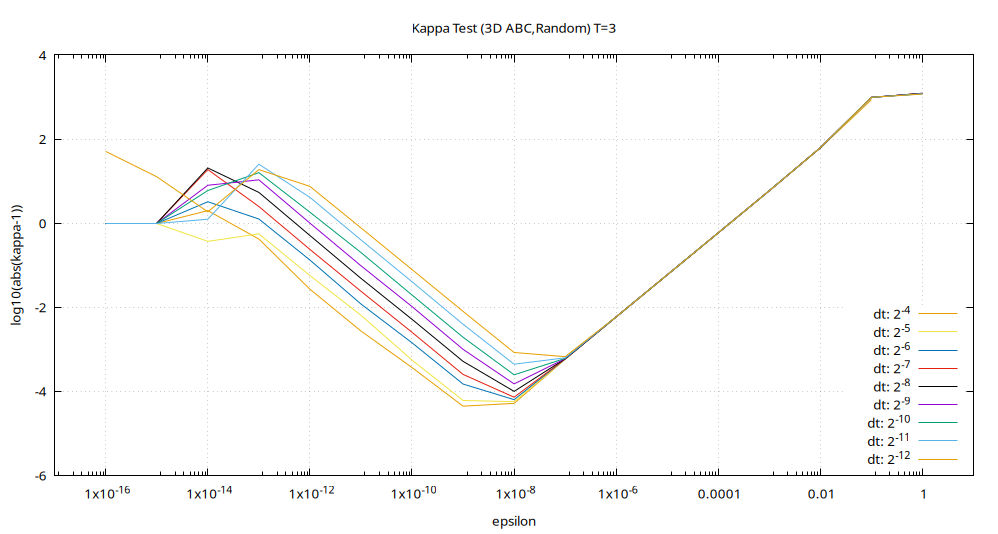 Kappa Test (3D ABC,Random) T=3
4
2
0
-2
-4
-6
log10(abs(kappa-1))
dt: 2^-4
dt: 2^-5
dt: 2^-6
dt: 2^-7
dt: 2^-8
dt: 2^-9
dt: 2^-10
dt: 2^-11
dt: 2^-12
1x10^-16 1x10^-14 1x10^-12 1x10^-10 1x10^-8 1x10^-6 0.0001 0.01 1
epsilon